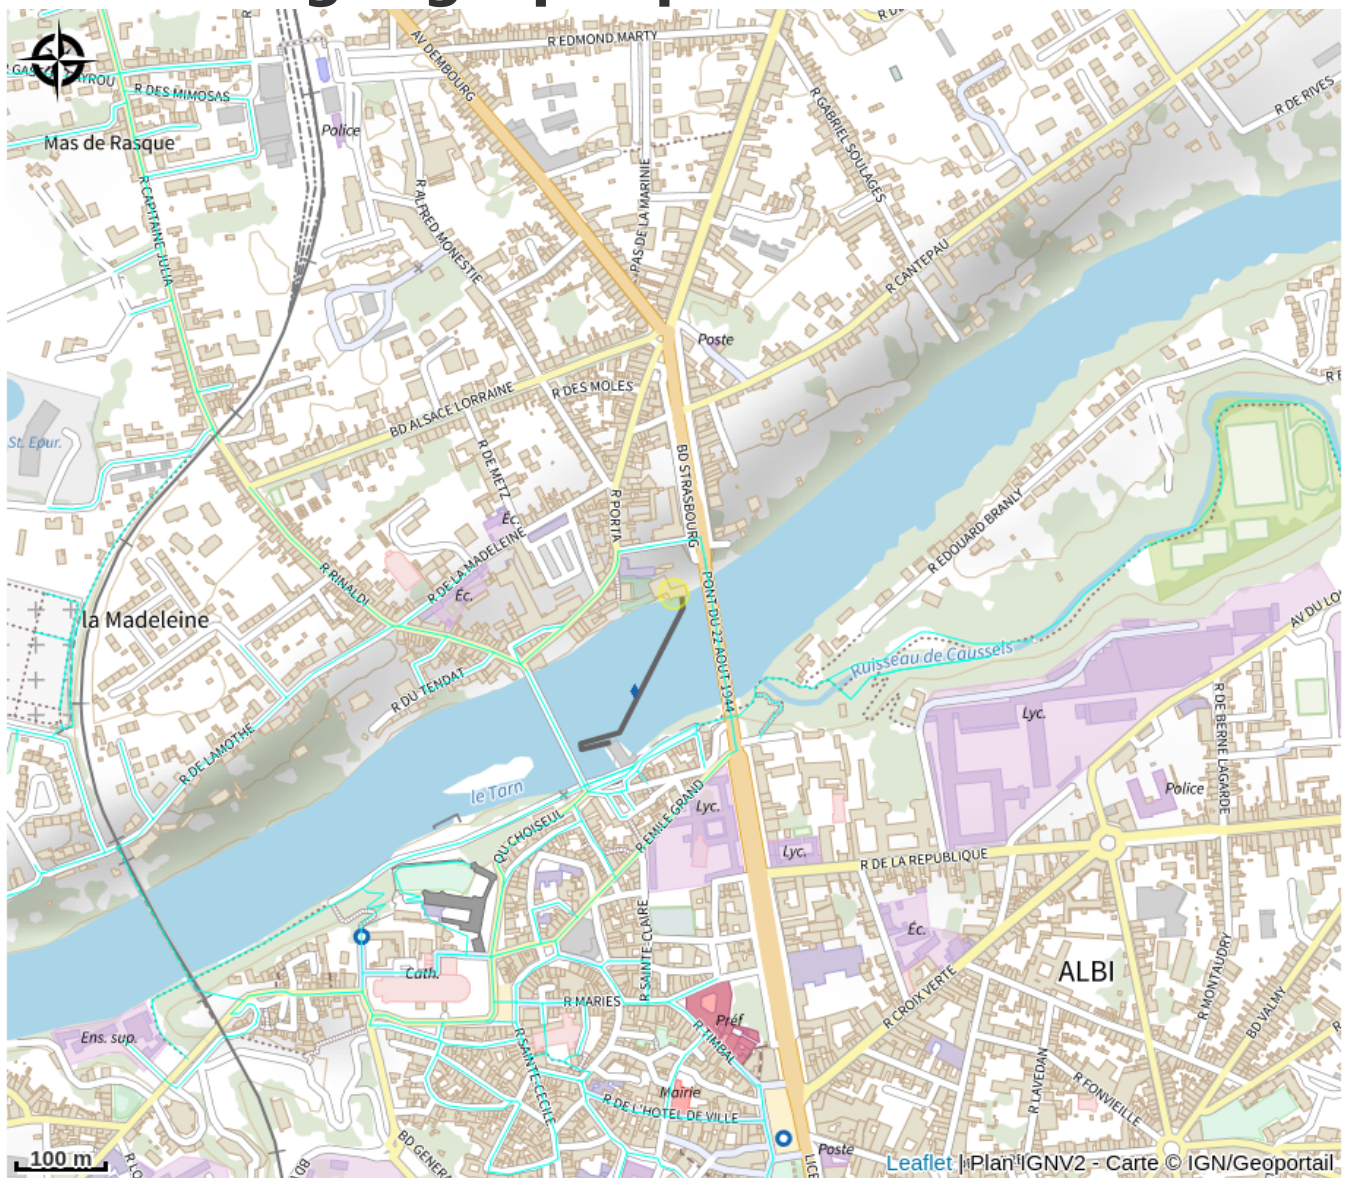 AV DEMBOURG
R EDMOND MARTY
R DES MIMOSAS
Police
Mas de Rasque
R GABRIEL SOULAGES
R DE RIVES
R CAPITAINE JULIA
R ALFRED MONESTIE
PAS DE LA MARINIE
R CANTEPAU
Poste
R DES MOLES
BD ALSACE LORRAINE
St. Epur.
R DE METZ
BD STRASBOURG
R PORTA
Éc.
R EDOUARD BRANLY
R DE LA MADELEINE
R RINALDI
Éc.
PONT DU 22 AOUT 1944
la Madeleine
Ruisseau de Caussels
R DU TENDAT
Lyc.
R DE BERNE LAGARDE
R DE LAMOTHE
le Tarn
Police
Lyc.
QU CHOISEUL
R EMILE GRAND
Lyc.
R DE LA REPUBLIQUE
R SAINTE-CLAIRE
Éc.
Cath.
ALBI
R MONTAUDRY
R MARIES
R CROIX VERTE
BD VALMY
Préf
R TIMBAL
Ens. sup.
R SAINTE-CECILE
Mairie
R LAVEDAN
R FONVIEILLE
R DE L'HOTEL DE VILLE
Poste
100 m
Leaflet | Plan IGNV2 - Carte © IGN/Geoportail